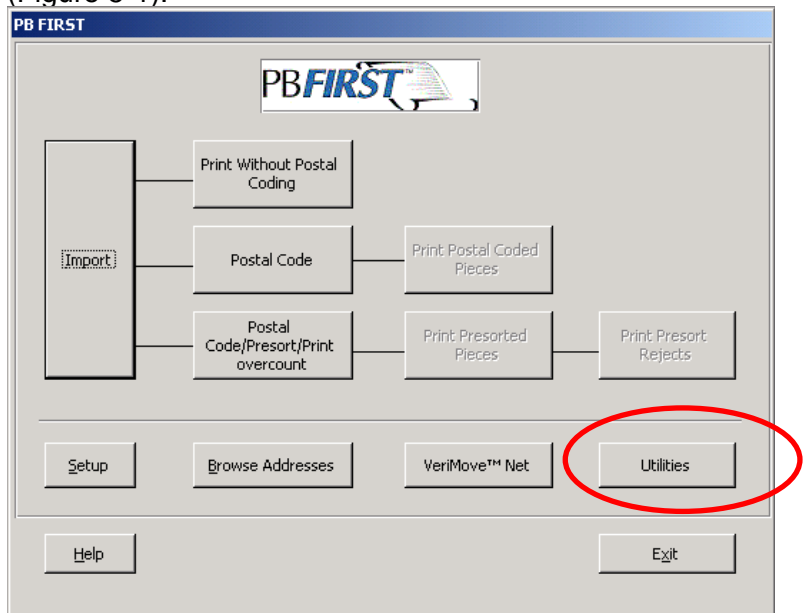 PB FIRST
PBFIRST™
Print Without Postal
Coding
Import
Postal Code
Print Postal Coded
Pieces
Postal
Code/Presort/Print
overcount
Print Presorted
Pieces
Print Presort
Rejects
Setup
Browse Addresses
VeriMove™ Net
Utilities
Help
Exit